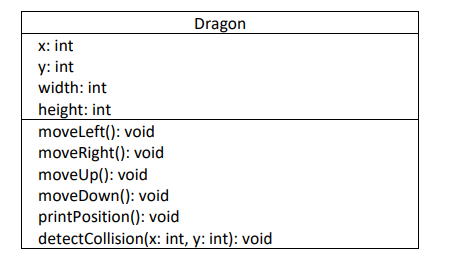 Dragon
x: int
y: int
width: int
height: int
moveLeft(): void
moveRight(): void
moveUp(): void
moveDown(): void
printPosition(): void
detectCollision(x: int, y: int): void